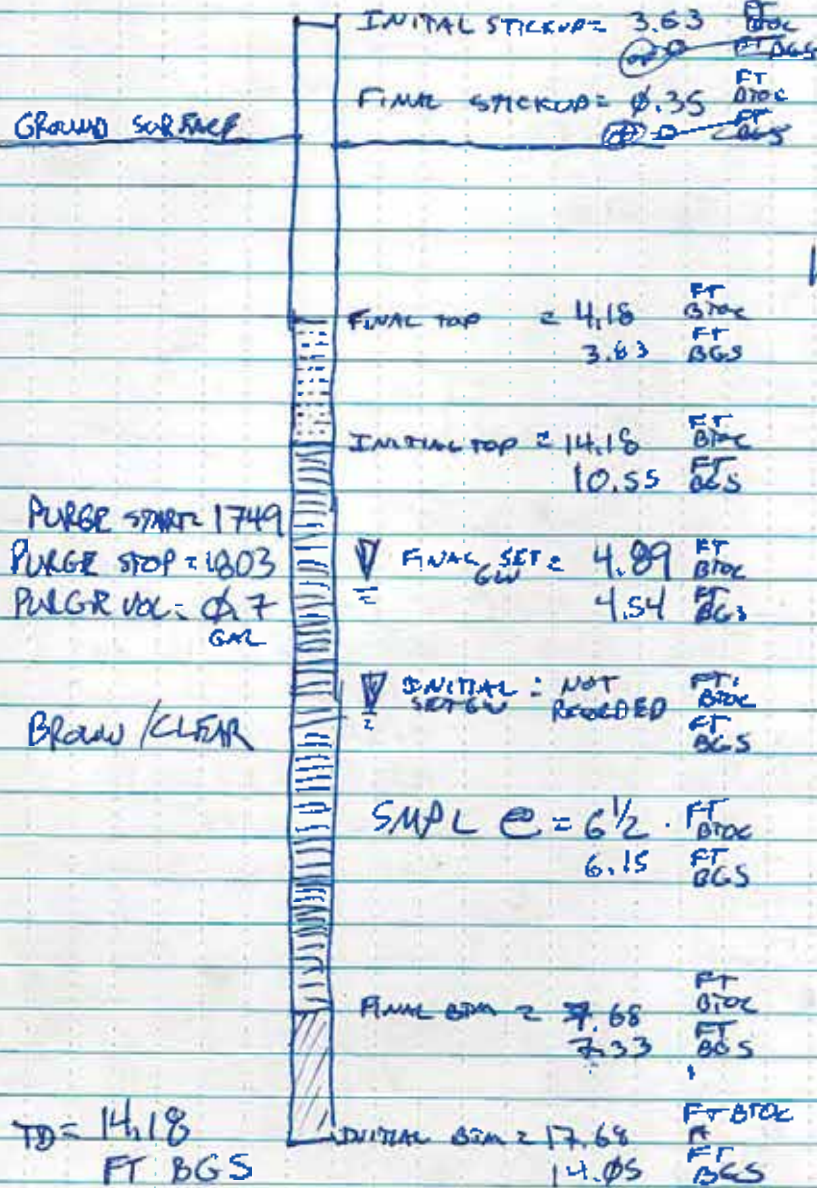 INITAL STICKUP = 3.63 FT BTOC
FT BGS
FINAL STICKUP = Ø.35 FT BTOC
FT BGS
GROUND SURFACE
FINAL TOP = 4.18 FT BTOC
3.83 FT BGS
INITIAL TOP = 14.18 FT BTOC
10.55 FT BGS
PURGE START = 1749
PURGE STOP = 1803
PURGE VOL. Ø.7
GAL
FINAL SET = 4.89 FT BTOC
GW
4.54 FT BGS
INITIAL : NOT FT BTOC
SET GW RECORDED FT BGS
BROWN /CLEAR
SMPL @ = 6 1/2 FT BTOC
6.15 FT BGS
FINAL BTM = 7.68 FT BTOC
7.33 FT BGS
TD = 14.18
FT BGS
INITIAL BTM = 17.68 FT BTOC
14.Ø5 FT BGS